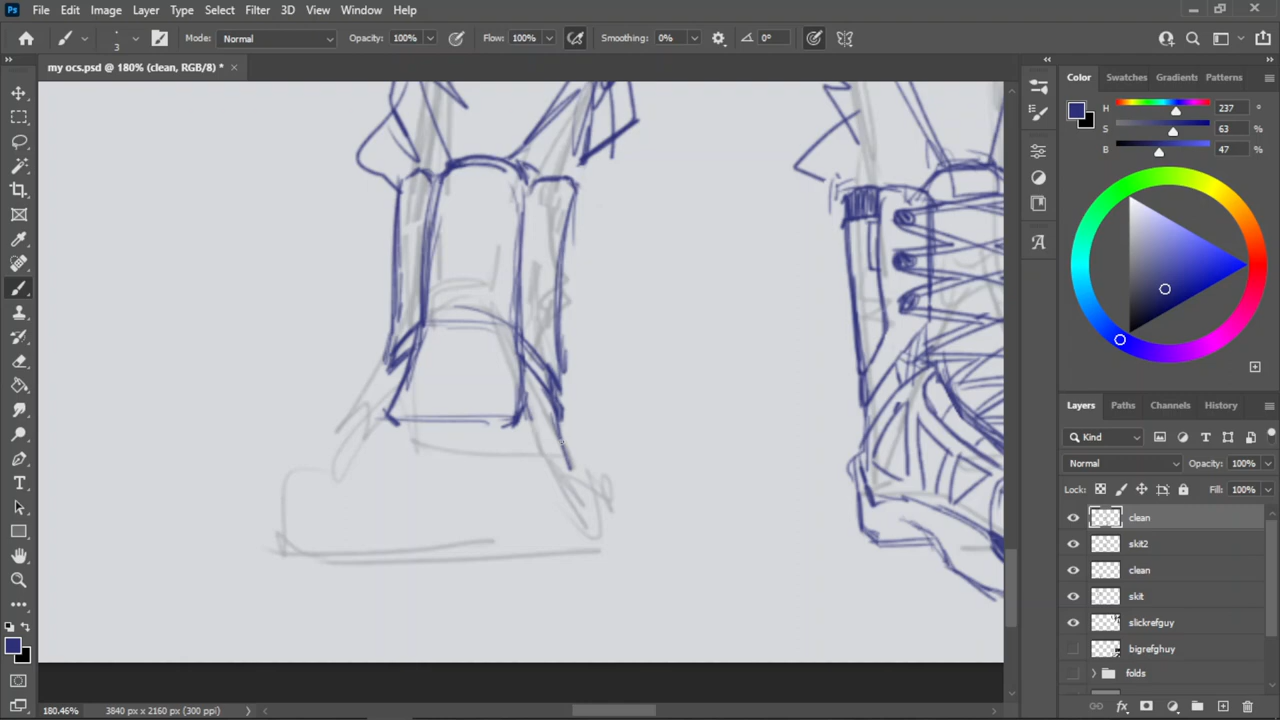 Ps File Edit Image Layer Type Select Filter 3D View Window Help
3 Mode: Normal Opacity: 100% Flow: 100% Smoothing: 0% 0°
my ocs.psd @ 180% (clean, RGB/8) *
Color Swatches Gradients Patterns
H 237 °
S 63
B 47
Layers Paths Channels History
Kind
Normal Opacity: 100%
Lock: Fill: 100%
clean
skit2
clean
skit
slickrefguy
bigrefghuy
folds
180.46% 3840 px x 2160 px (300 ppi)